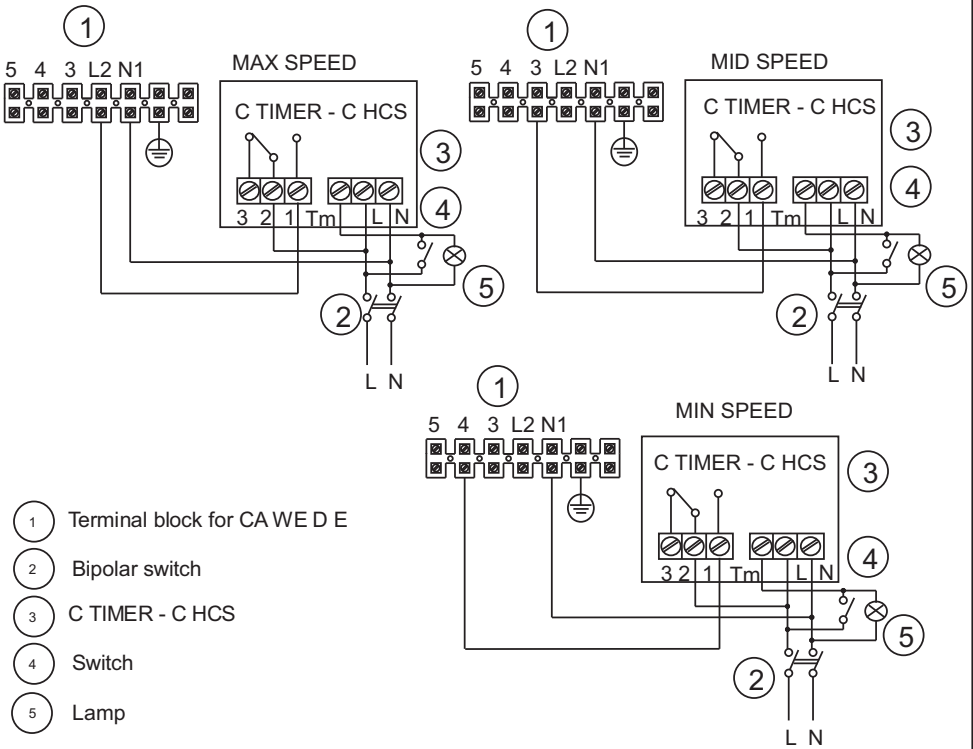 1
5 4 3 L2 N1
MAX SPEED
C TIMER - C HCS
3
3 2 1 Tm L N
4
5
2
L N
1
5 4 3 L2 N1
MID SPEED
C TIMER - C HCS
3
3 2 1 Tm L N
4
5
2
L N
1
5 4 3 L2 N1
MIN SPEED
C TIMER - C HCS
3
3 2 1 Tm L N
4
5
2
L N
1 Terminal block for CA WE D E
2 Bipolar switch
3 C TIMER - C HCS
4 Switch
5 Lamp